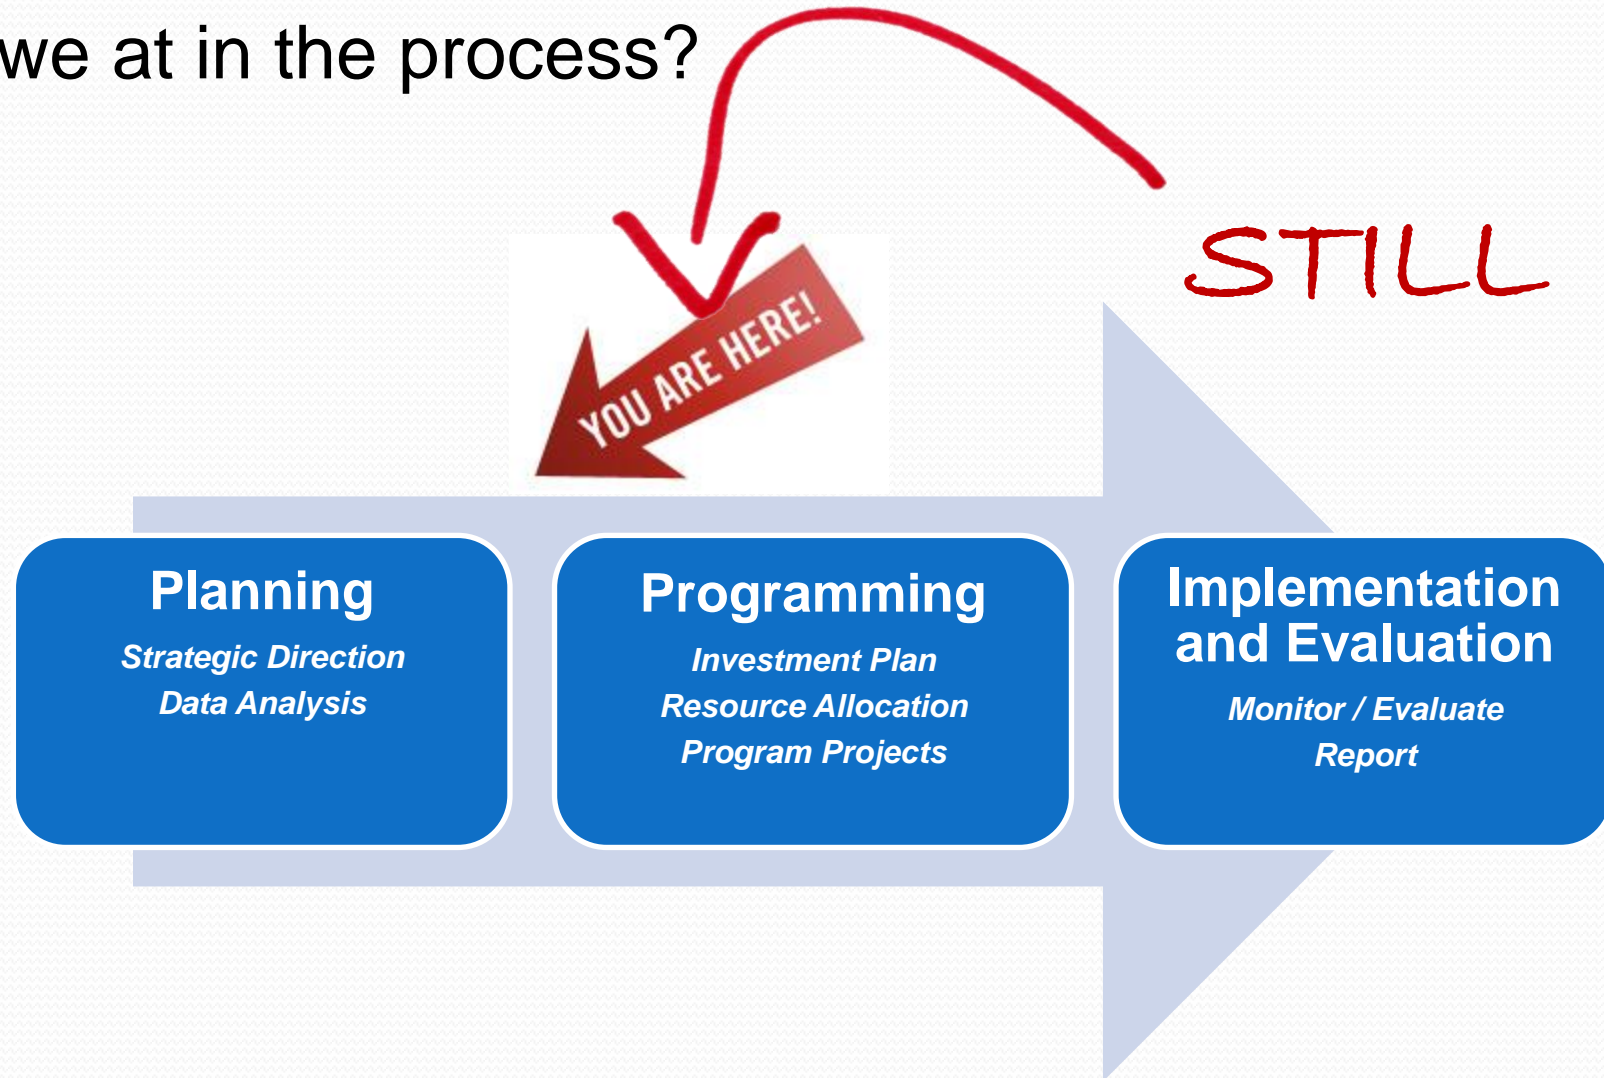 we at in the process?
STILL
YOU ARE HERE!
Planning
Strategic Direction
Data Analysis
Programming
Investment Plan
Resource Allocation
Program Projects
Implementation
and Evaluation
Monitor / Evaluate
Report